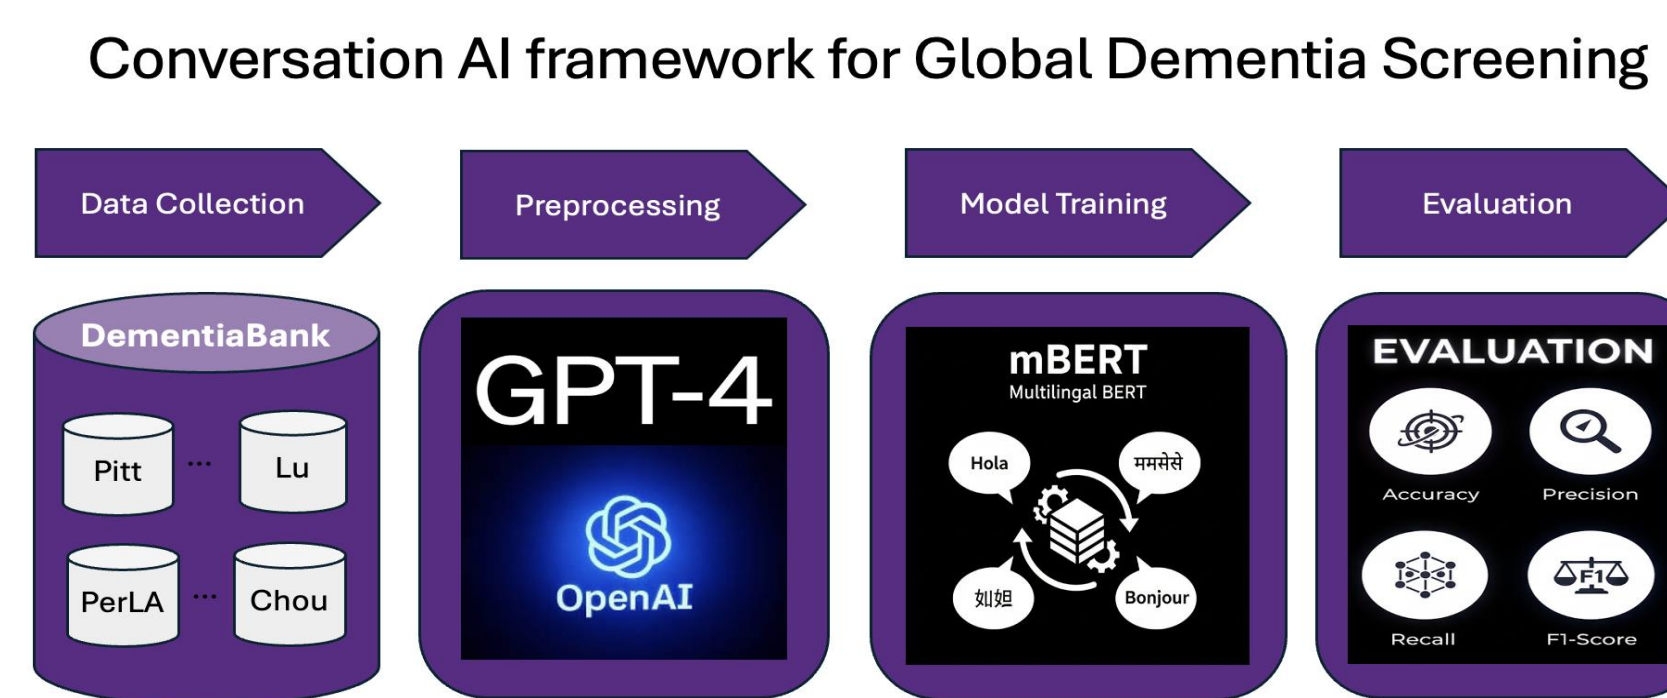 Conversation AI framework for Global Dementia Screening
Data Collection
Preprocessing
Model Training
Evaluation
DementiaBank
Pitt
...
Lu
PerLA
...
Chou
GPT-4
OpenAI
mBERT
Multilingal BERT
Hola
ममसेसे
如妲
Bonjour
EVALUATION
Accuracy
Precision
Recall
F1
F1-Score